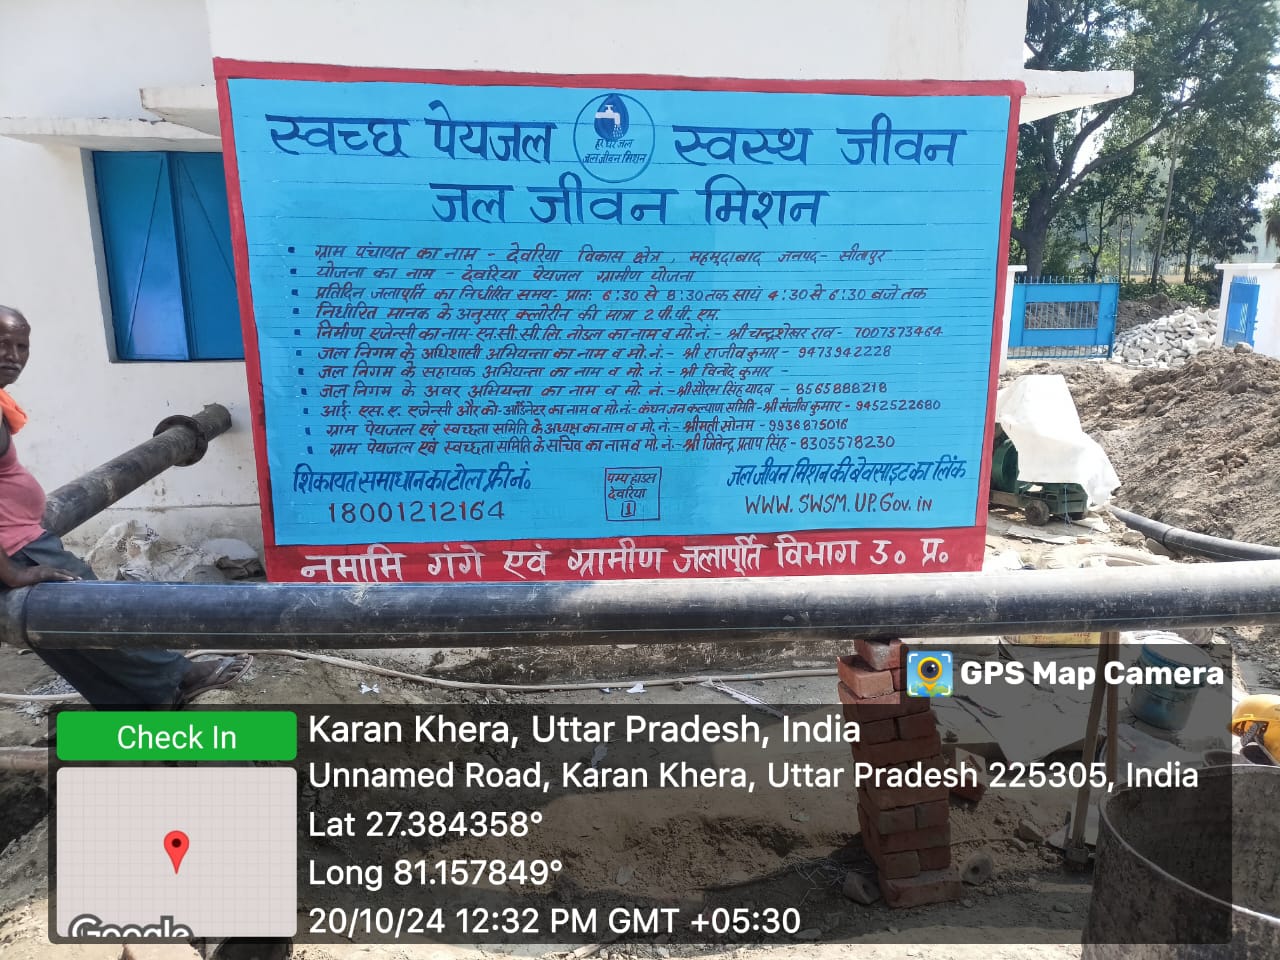 स्वच्छ पेयजल स्वस्थ जीवन
हर घर जल
जल जीवन मिशन
जल जीवन मिशन
ग्राम पंचायत का नाम - देवरिया विकास क्षेत्र, महमूदाबाद जनपद- सीतापुर
योजना का नाम - देवरिया पेयजल ग्रामीण योजना
प्रतिदिन जलापूर्ति का निर्धारित समय- प्रातः 6:30 से 8:30 तक सायं 4:30 से 6:30 बजे तक
निर्धारित मानक के अनुसार क्लोरीन की मात्रा 2 पी.पी. एम.
निर्माण एजेन्सी का नाम- एन.सी.सी.लि. नोडल का नाम व मो. नं.- श्री चन्द्रशेखर राव- 7007373464
जल निगम के अधिशासी अभियन्ता का नाम व मो. नं.- श्री राजीव कुमार - 9473942228
जल निगम के सहायक अभियन्ता का नाम व मो. नं.- श्री विनोद कुमार -
जल निगम के अवर अभियन्ता का नाम व मो. नं.- श्री सौरभ सिंह यादव - 8565888218
आई. एस. ए. एजेन्सी और को-ऑर्डिनेटर का नाम व मो. नं.- कंचन जन कल्याण समिति - श्री संजीव कुमार - 9452522680
ग्राम पेयजल एवं स्वच्छता समिति के अध्यक्ष का नाम व मो. नं.- श्रीमती सोनम - 9936875016
ग्राम पेयजल एवं स्वच्छता समिति के सचिव का नाम व मो. नं.- श्री जितेन्द्र प्रताप सिंह - 8303578230
शिकायत समाधान का टोल फ्री नं.
18001212164
पम्प हाउस
देवरिया
1
जल जीवन मिशन की वेबसाइट का लिंक
WWW.SWSM.UP.Gov.in
नमामि गंगे एवं ग्रामीण जलापूर्ति विभाग उ० प्र०
GPS Map Camera
Check In
Karan Khera, Uttar Pradesh, India
Unnamed Road, Karan Khera, Uttar Pradesh 225305, India
Lat 27.384358°
Long 81.157849°
20/10/24 12:32 PM GMT +05:30
Google